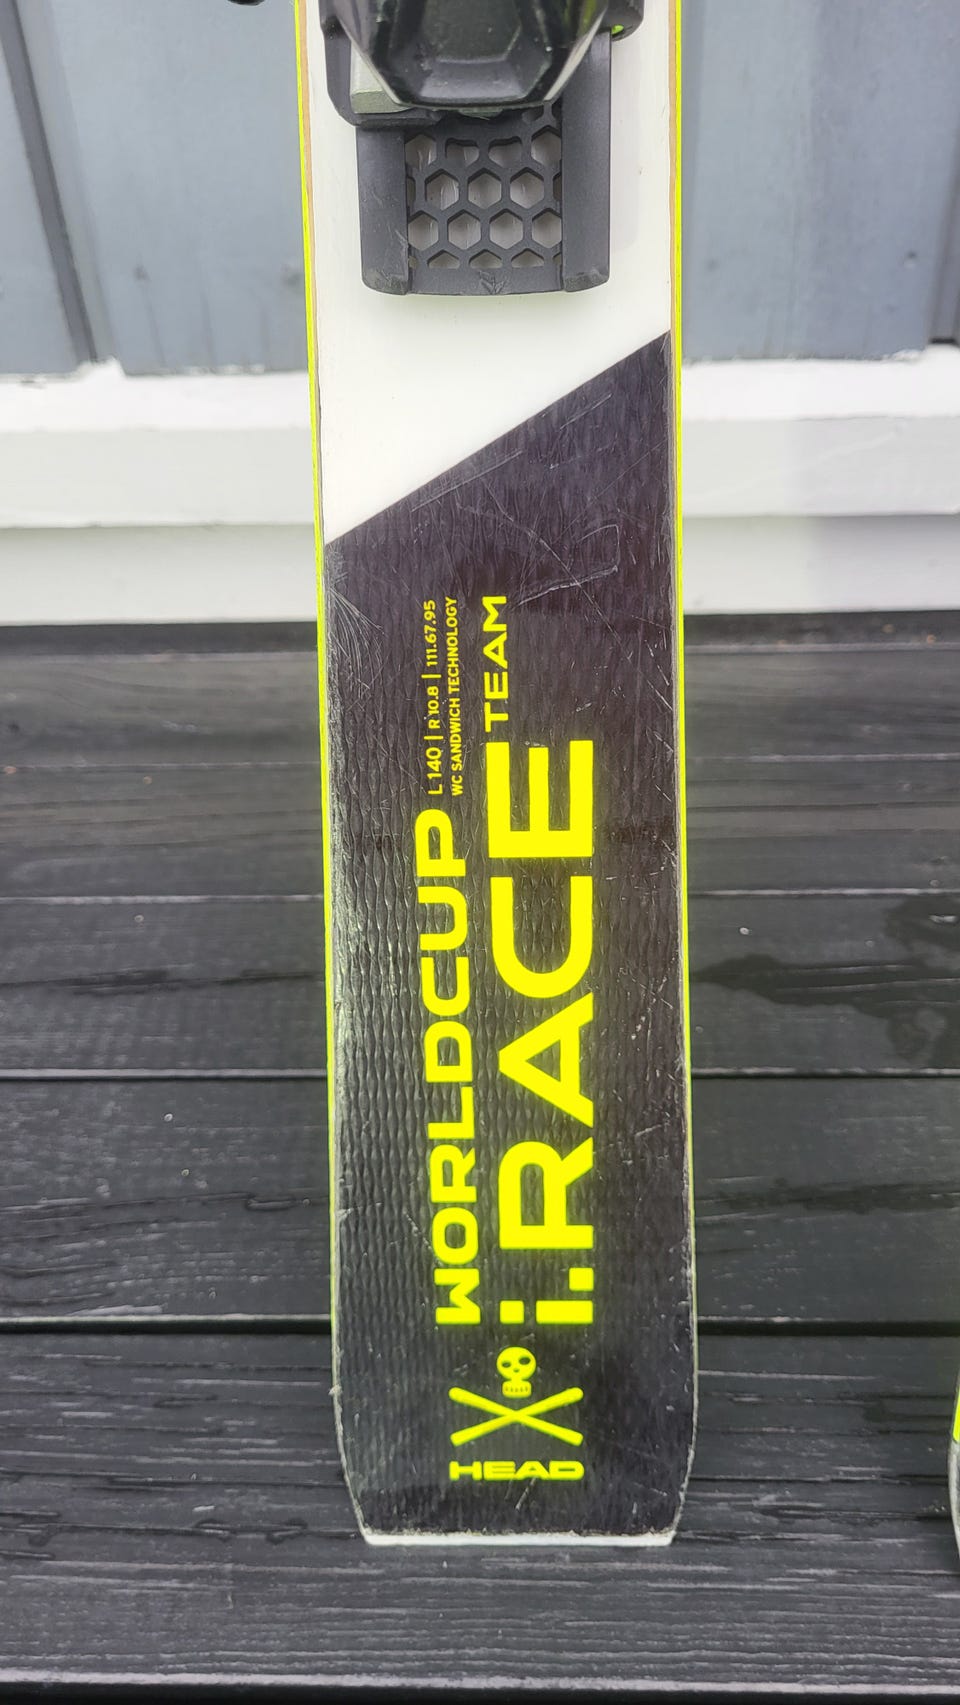 WORLDCUP
L 140 | R 10.8 | 111.67.95
WC SANDWICH TECHNOLOGY
i.RACE TEAM
HEAD